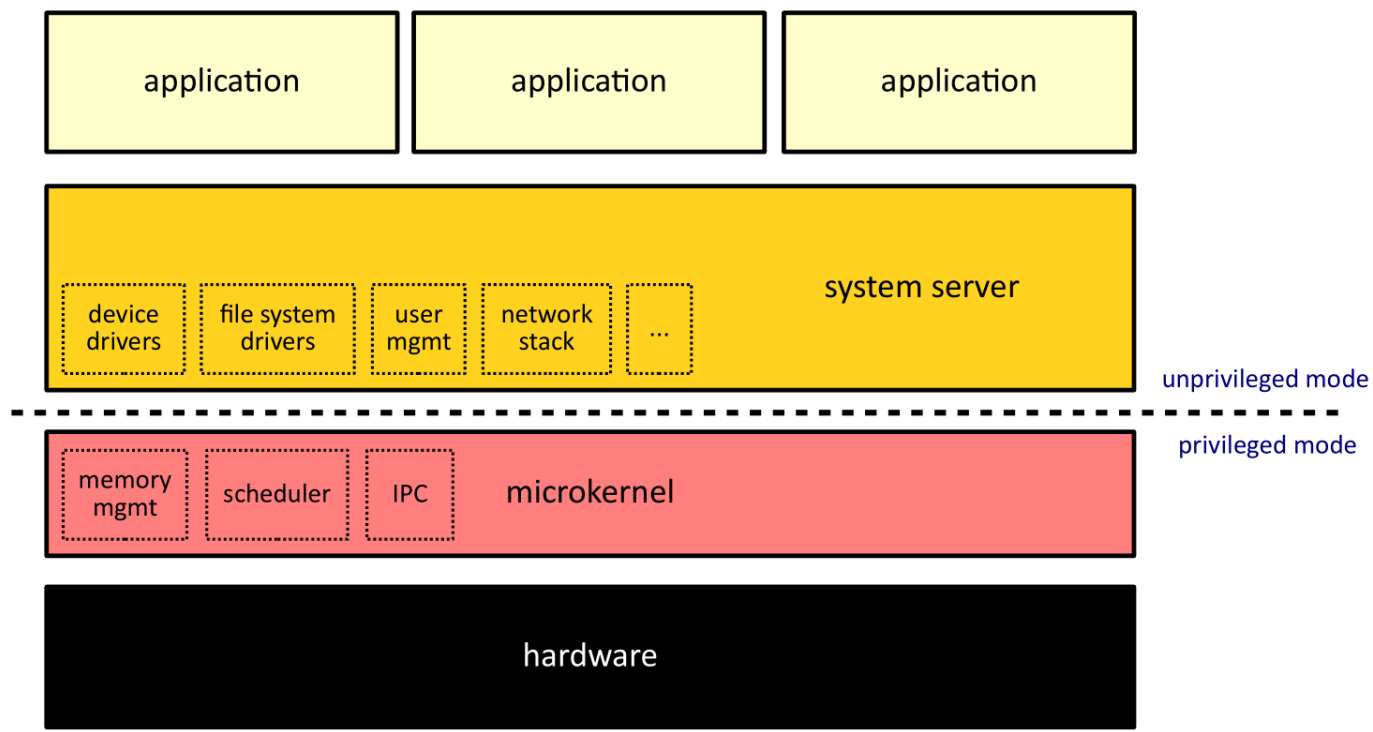 application
application
application
system server
device
drivers
file system
drivers
user
mgmt
network
stack
...
unprivileged mode
privileged mode
memory
mgmt
scheduler
IPC
microkernel
hardware